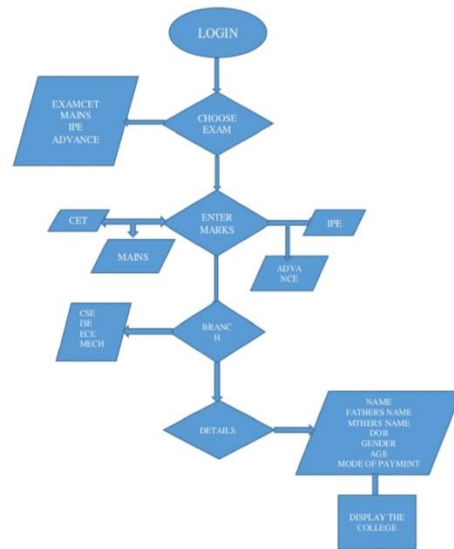 LOGIN
EXAMCET
MAINS
IPE
ADVANCE
CHOOSE
EXAM
CET
ENTER
MARKS
IPE
MAINS
ADVA
NCE
CSE
ISE
ECE
MECH
BRANC
H
DETAILS
NAME
FATHERS NAME
MTHERS NAME
DOB
GENDER
AGE
MODE OF PAYMENT
DISPLAY THE
COLLEGE